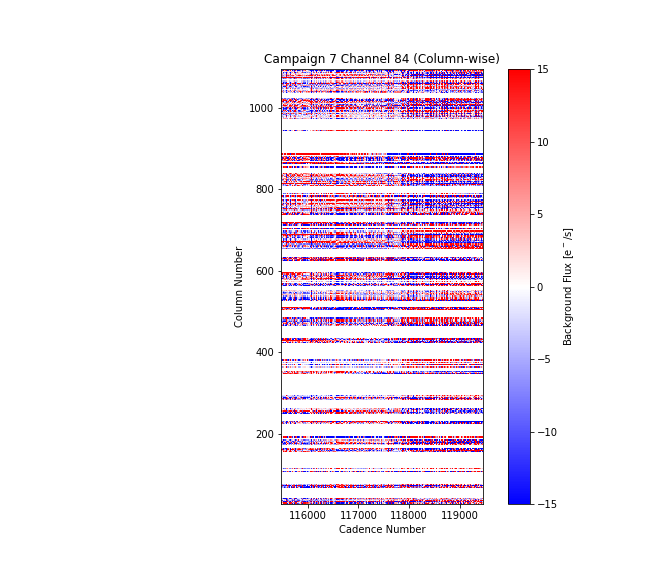 Campaign 7 Channel 84 (Column-wise)
1000
800
600
400
200
Column Number
116000 117000 118000 119000
Cadence Number
15
10
5
0
−5
−10
−15
Background Flux [e⁻/s]